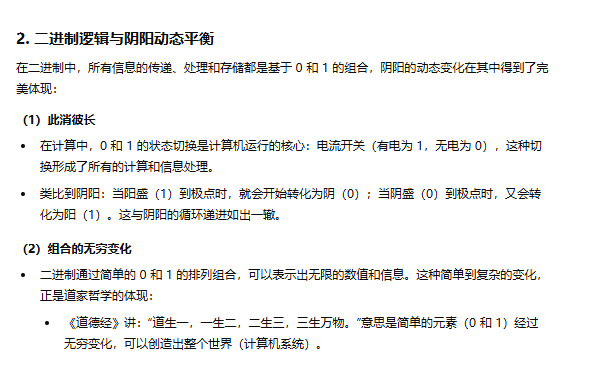 2. 二进制逻辑与阴阳动态平衡
在二进制中，所有信息的传递、处理和存储都是基于 0 和 1 的组合，阴阳的动态变化在其中得到了完
美体现：
（1）此消彼长
• 在计算中，0 和 1 的状态切换是计算机运行的核心：电流开关（有电为 1，无电为 0），这种切
换形成了所有的计算和信息处理。
• 类比到阴阳：当阳盛（1）到极点时，就会开始转化为阴（0）；当阴盛（0）到极点时，又会转
化为阳（1）。这与阴阳的循环递进如出一辙。
（2）组合的无穷变化
• 二进制通过简单的 0 和 1 的排列组合，可以表示出无限的数值和信息。这种简单到复杂的变化，
正是道家哲学的体现：
• 《道德经》讲：“道生一，一生二，二生三，三生万物。”意思是简单的元素（0 和 1）经过
无穷变化，可以创造出整个世界（计算机系统）。